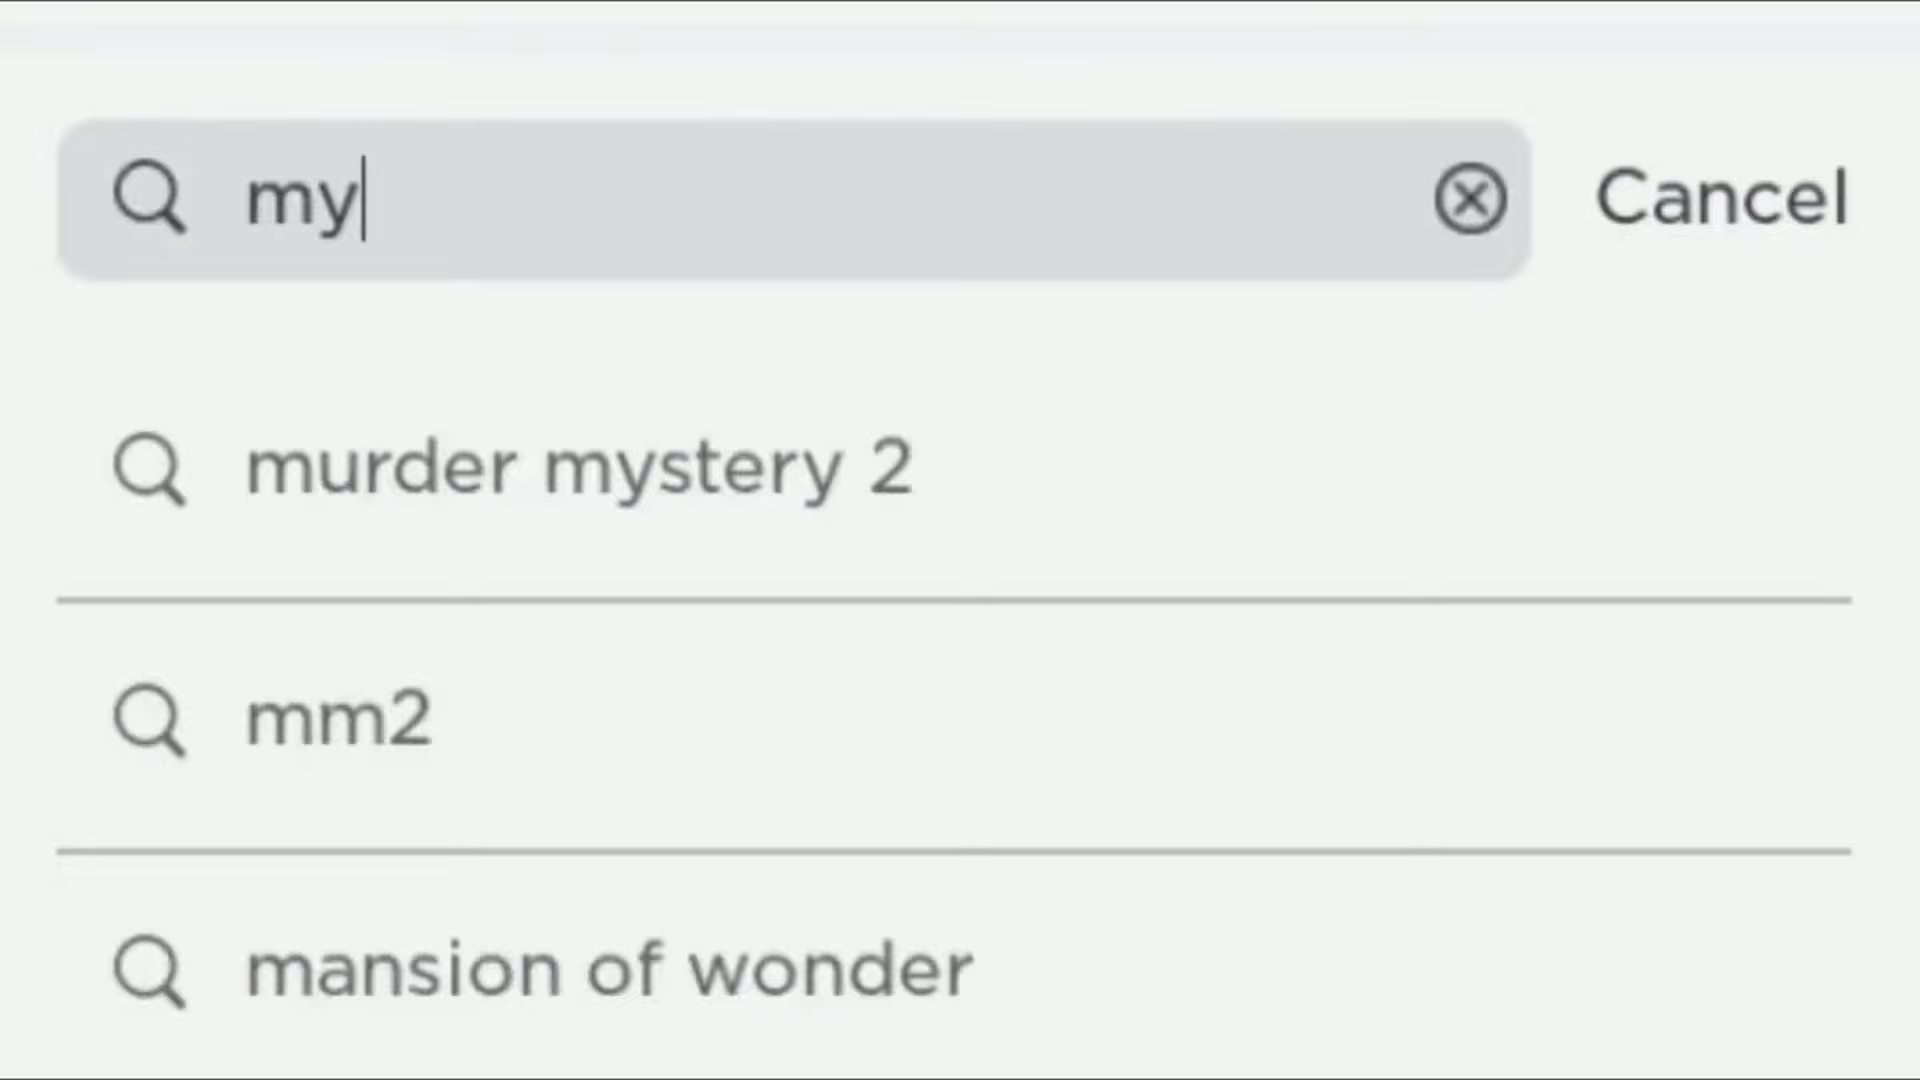 my
Cancel
murder mystery 2
mm2
mansion of wonder